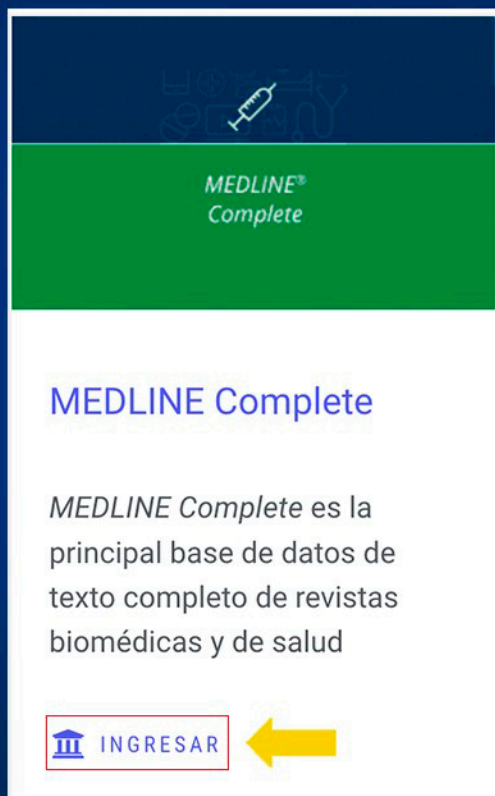 MEDLINE®
Complete
MEDLINE Complete
MEDLINE Complete es la
principal base de datos de
texto completo de revistas
biomédicas y de salud
INGRESAR